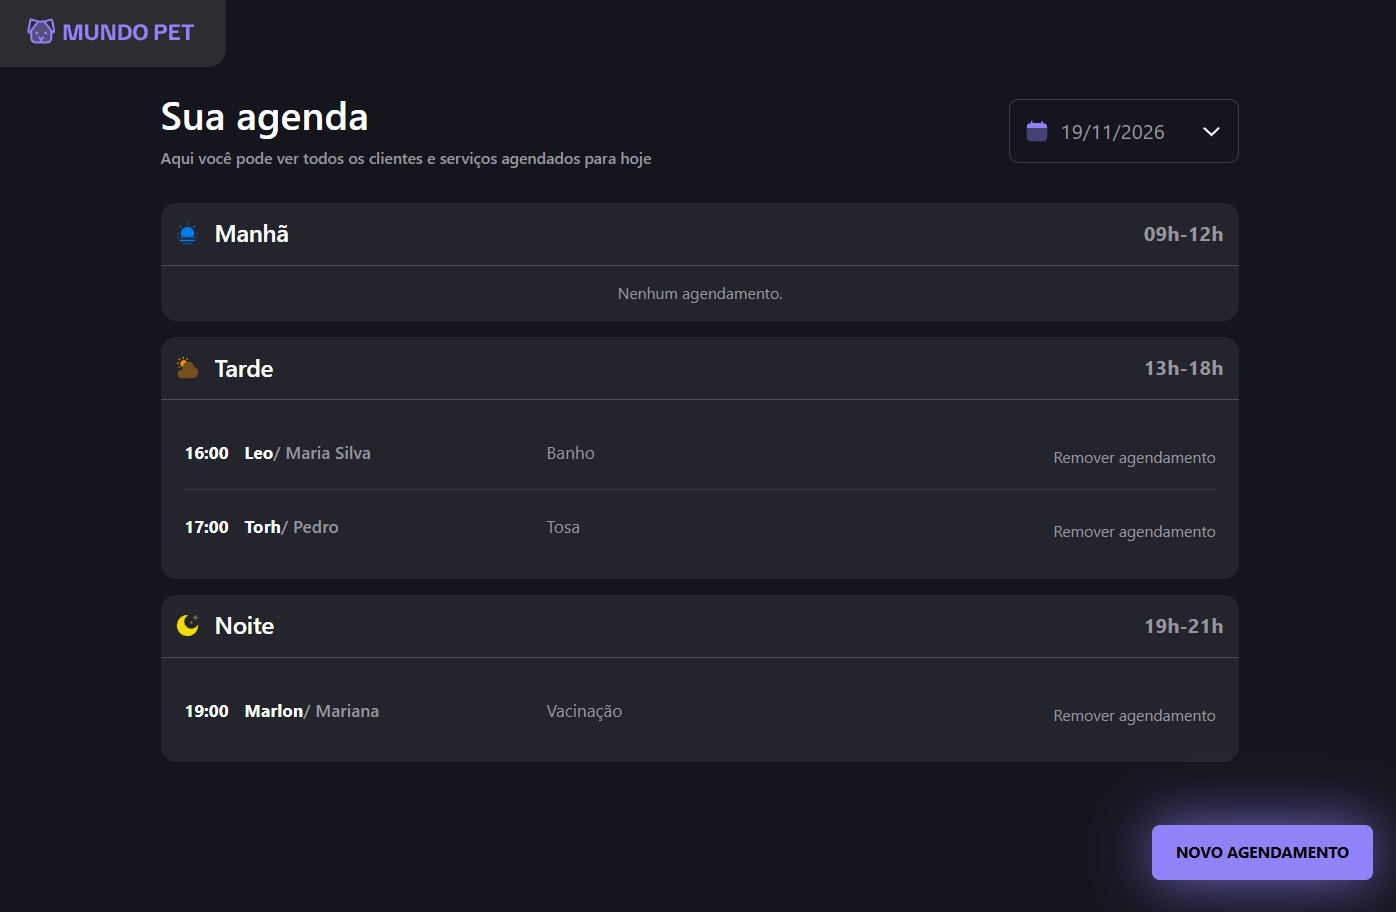 MUNDO PET
Sua agenda
Aqui você pode ver todos os clientes e serviços agendados para hoje
19/11/2026
Manhã 09h-12h
Nenhum agendamento.
Tarde 13h-18h
16:00 Leo/ Maria Silva Banho Remover agendamento
17:00 Torh/ Pedro Tosa Remover agendamento
Noite 19h-21h
19:00 Marlon/ Mariana Vacinação Remover agendamento
NOVO AGENDAMENTO